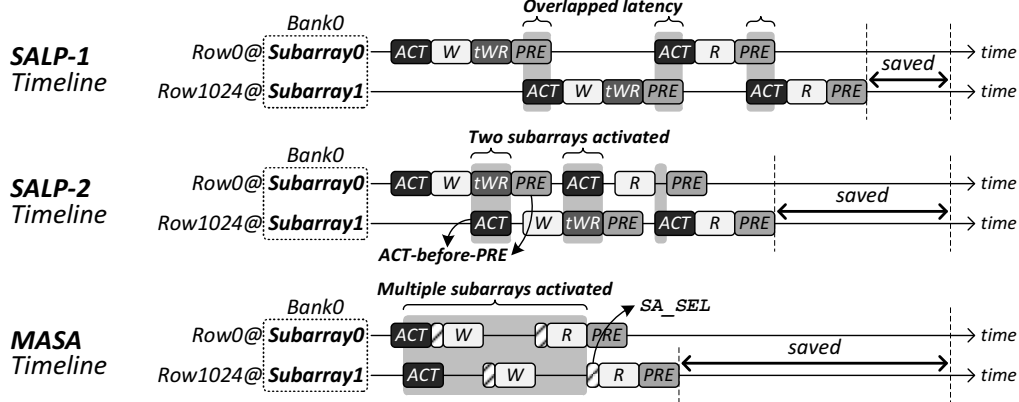 Overlapped latency
Bank0
SALP-1
Timeline
Row0@ Subarray0 ACT W tWR PRE ACT R PRE time
saved
Row1024@ Subarray1 ACT W tWR PRE ACT R PRE time
Two subarrays activated
Bank0
SALP-2
Timeline
Row0@ Subarray0 ACT W tWR PRE ACT R PRE time
saved
Row1024@ Subarray1 ACT W tWR PRE ACT R PRE time
ACT-before-PRE
Multiple subarrays activated
SA_SEL
Bank0
MASA
Timeline
Row0@ Subarray0 ACT W R PRE time
saved
Row1024@ Subarray1 ACT W R PRE time